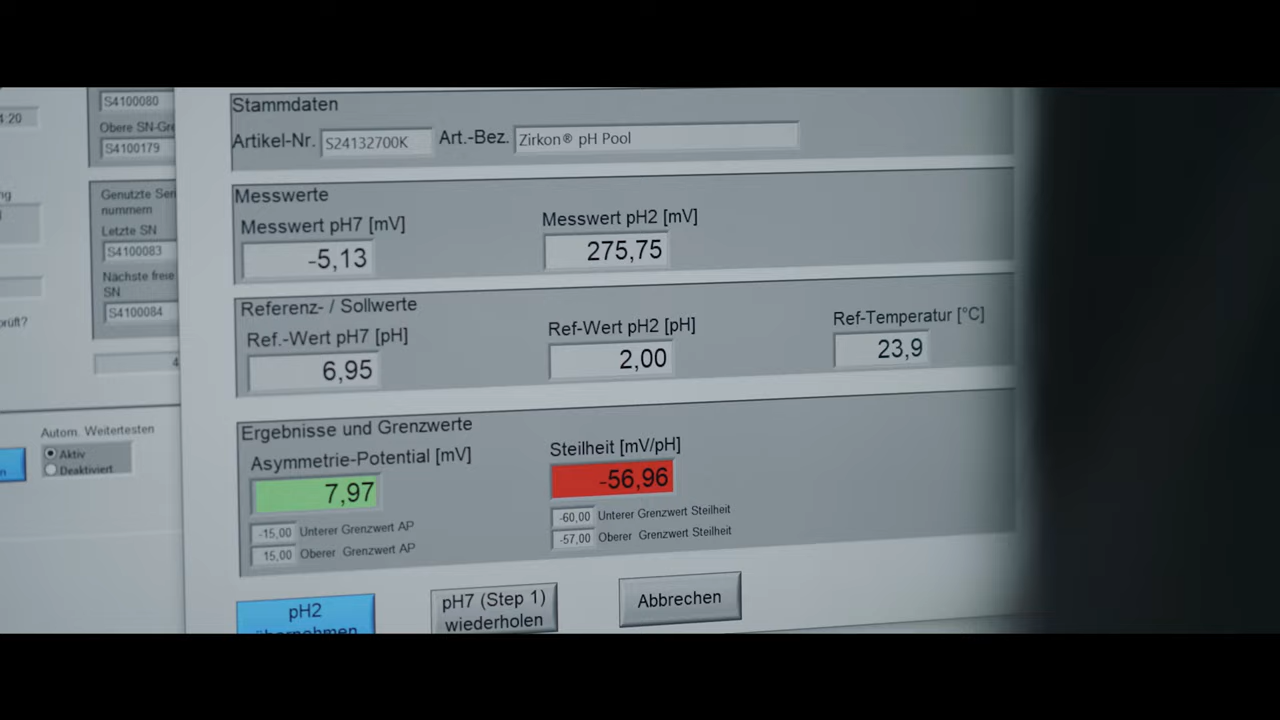 4:20
S4100080
Obere SN-Gre
S4100179
ng
Genutzte Seri
nummern
Letzte SN
S4100083
Nächste freie
SN
S4100084
rüft?
4
Autom. Weitertesten
Aktiv
Deaktiviert
n
Stammdaten
Artikel-Nr. S24132700K Art.-Bez. Zirkon® pH Pool
Messwerte
Messwert pH7 [mV] Messwert pH2 [mV]
-5,13 275,75
Referenz- / Sollwerte
Ref.-Wert pH7 [pH] Ref-Wert pH2 [pH] Ref-Temperatur [°C]
6,95 2,00 23,9
Ergebnisse und Grenzwerte
Asymmetrie-Potential [mV] Steilheit [mV/pH]
7,97 -56,96
-15,00 Unterer Grenzwert AP -60,00 Unterer Grenzwert Steilheit
15,00 Oberer Grenzwert AP -57,00 Oberer Grenzwert Steilheit
pH2 pH7 (Step 1) Abbrechen
übernehmen wiederholen